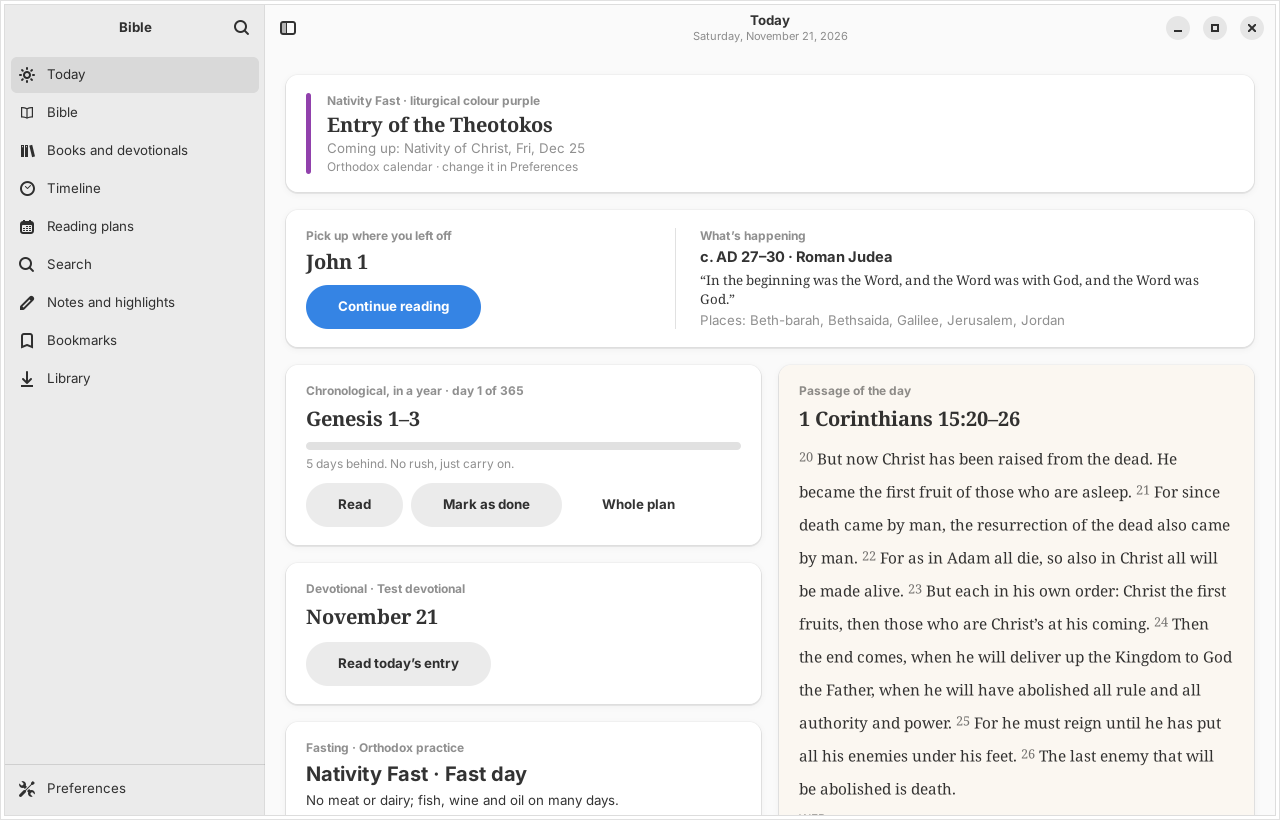 Bible
Today
Bible
Books and devotionals
Timeline
Reading plans
Search
Notes and highlights
Bookmarks
Library
Preferences
Today
Saturday, November 21, 2026
Nativity Fast · liturgical colour purple
Entry of the Theotokos
Coming up: Nativity of Christ, Fri, Dec 25
Orthodox calendar · change it in Preferences
Pick up where you left off
John 1
Continue reading
What’s happening
c. AD 27–30 · Roman Judea
“In the beginning was the Word, and the Word was with God, and the Word was
God.”
Places: Beth-barah, Bethsaida, Galilee, Jerusalem, Jordan
Chronological, in a year · day 1 of 365
Genesis 1–3
5 days behind. No rush, just carry on.
Read
Mark as done
Whole plan
Devotional · Test devotional
November 21
Read today’s entry
Fasting · Orthodox practice
Nativity Fast · Fast day
No meat or dairy; fish, wine and oil on many days.
Passage of the day
1 Corinthians 15:20–26
20 But now Christ has been raised from the dead. He
became the first fruit of those who are asleep. 21 For since
death came by man, the resurrection of the dead also came
by man. 22 For as in Adam all die, so also in Christ all will
be made alive. 23 But each in his own order: Christ the first
fruits, then those who are Christ’s at his coming. 24 Then
the end comes, when he will deliver up the Kingdom to God
the Father, when he will have abolished all rule and all
authority and power. 25 For he must reign until he has put
all his enemies under his feet. 26 The last enemy that will
be abolished is death.